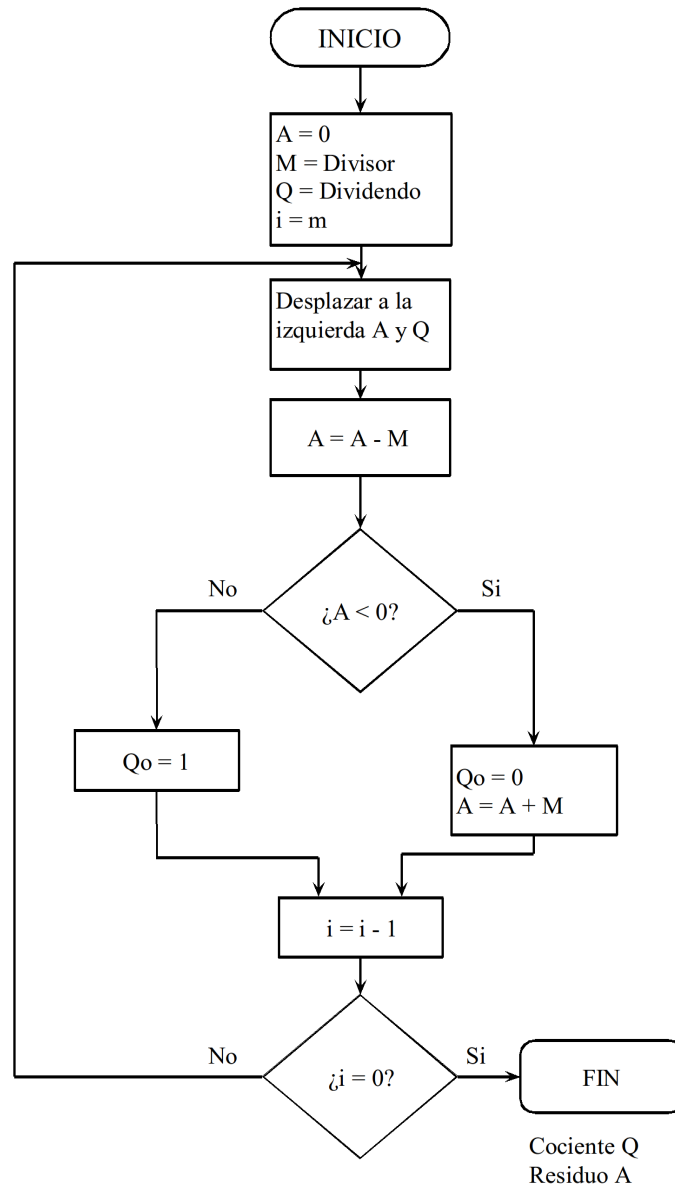 INICIO
A = 0
M = Divisor
Q = Dividendo
i = m
Desplazar a la
izquierda A y Q
A = A - M
¿A < 0?
No
Si
Qo = 1
Qo = 0
A = A + M
i = i - 1
¿i = 0?
No
Si
FIN
Cociente Q
Residuo A